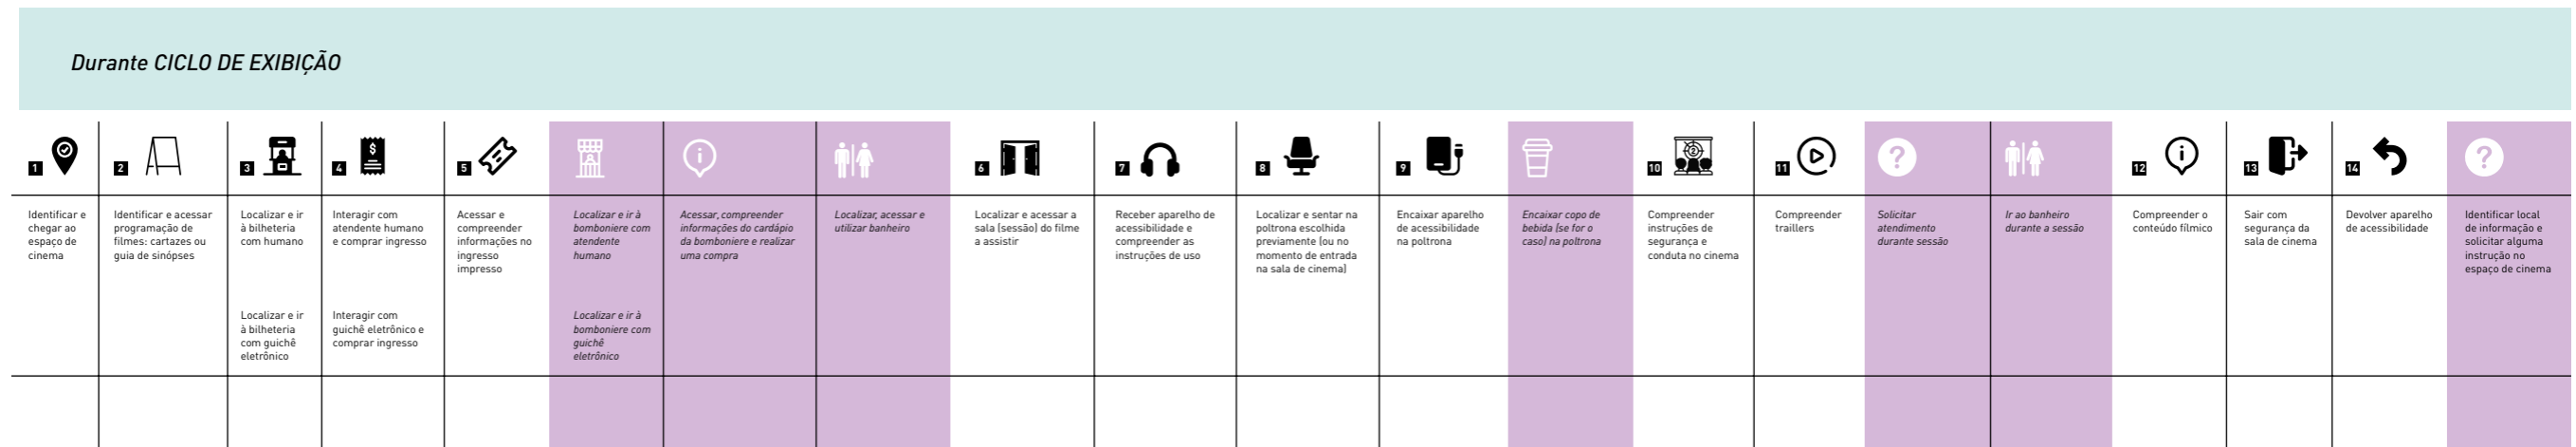 Durante CICLO DE EXIBIÇÃO
1
Identificar e
chegar ao
espaço de
cinema
2
Identificar e acessar
programação de
filmes: cartazes ou
guia de sinópses
3
Localizar e ir
à bilheteria
com humano
Localizar e ir
à bilheteria
com guichê
eletrônico
4
$
Interagir com
atendente humano
e comprar ingresso
Interagir com
guichê eletrônico e
comprar ingresso
5
Acessar e
compreender
informações no
ingresso
impresso
Localizar e ir à
bomboniere com
atendente
humano
Localizar e ir à
bomboniere com
guichê
eletrônico
i
Acessar, compreender
informações do cardápio
da bomboniere e realizar
uma compra
Localizar, acessar e
utilizar banheiro
6
Localizar e acessar a
sala (sessão) do filme
a assistir
7
Receber aparelho de
acessibilidade e
compreender as
instruções de uso
8
Localizar e sentar na
poltrona escolhida
previamente (ou no
momento de entrada
na sala de cinema)
9
Encaixar aparelho
de acessibilidade
na poltrona
Encaixar copo de
bebida (se for o
caso) na poltrona
10
2
Compreender
instruções de
segurança e
conduta no cinema
11
Compreender
traillers
?
Solicitar
atendimento
durante sessão
Ir ao banheiro
durante a sessão
12
i
Compreender o
conteúdo fílmico
13
Sair com
segurança da
sala de cinema
14
Devolver aparelho
de acessibilidade
?
Identificar local
de informação e
solicitar alguma
instrução no
espaço de cinema